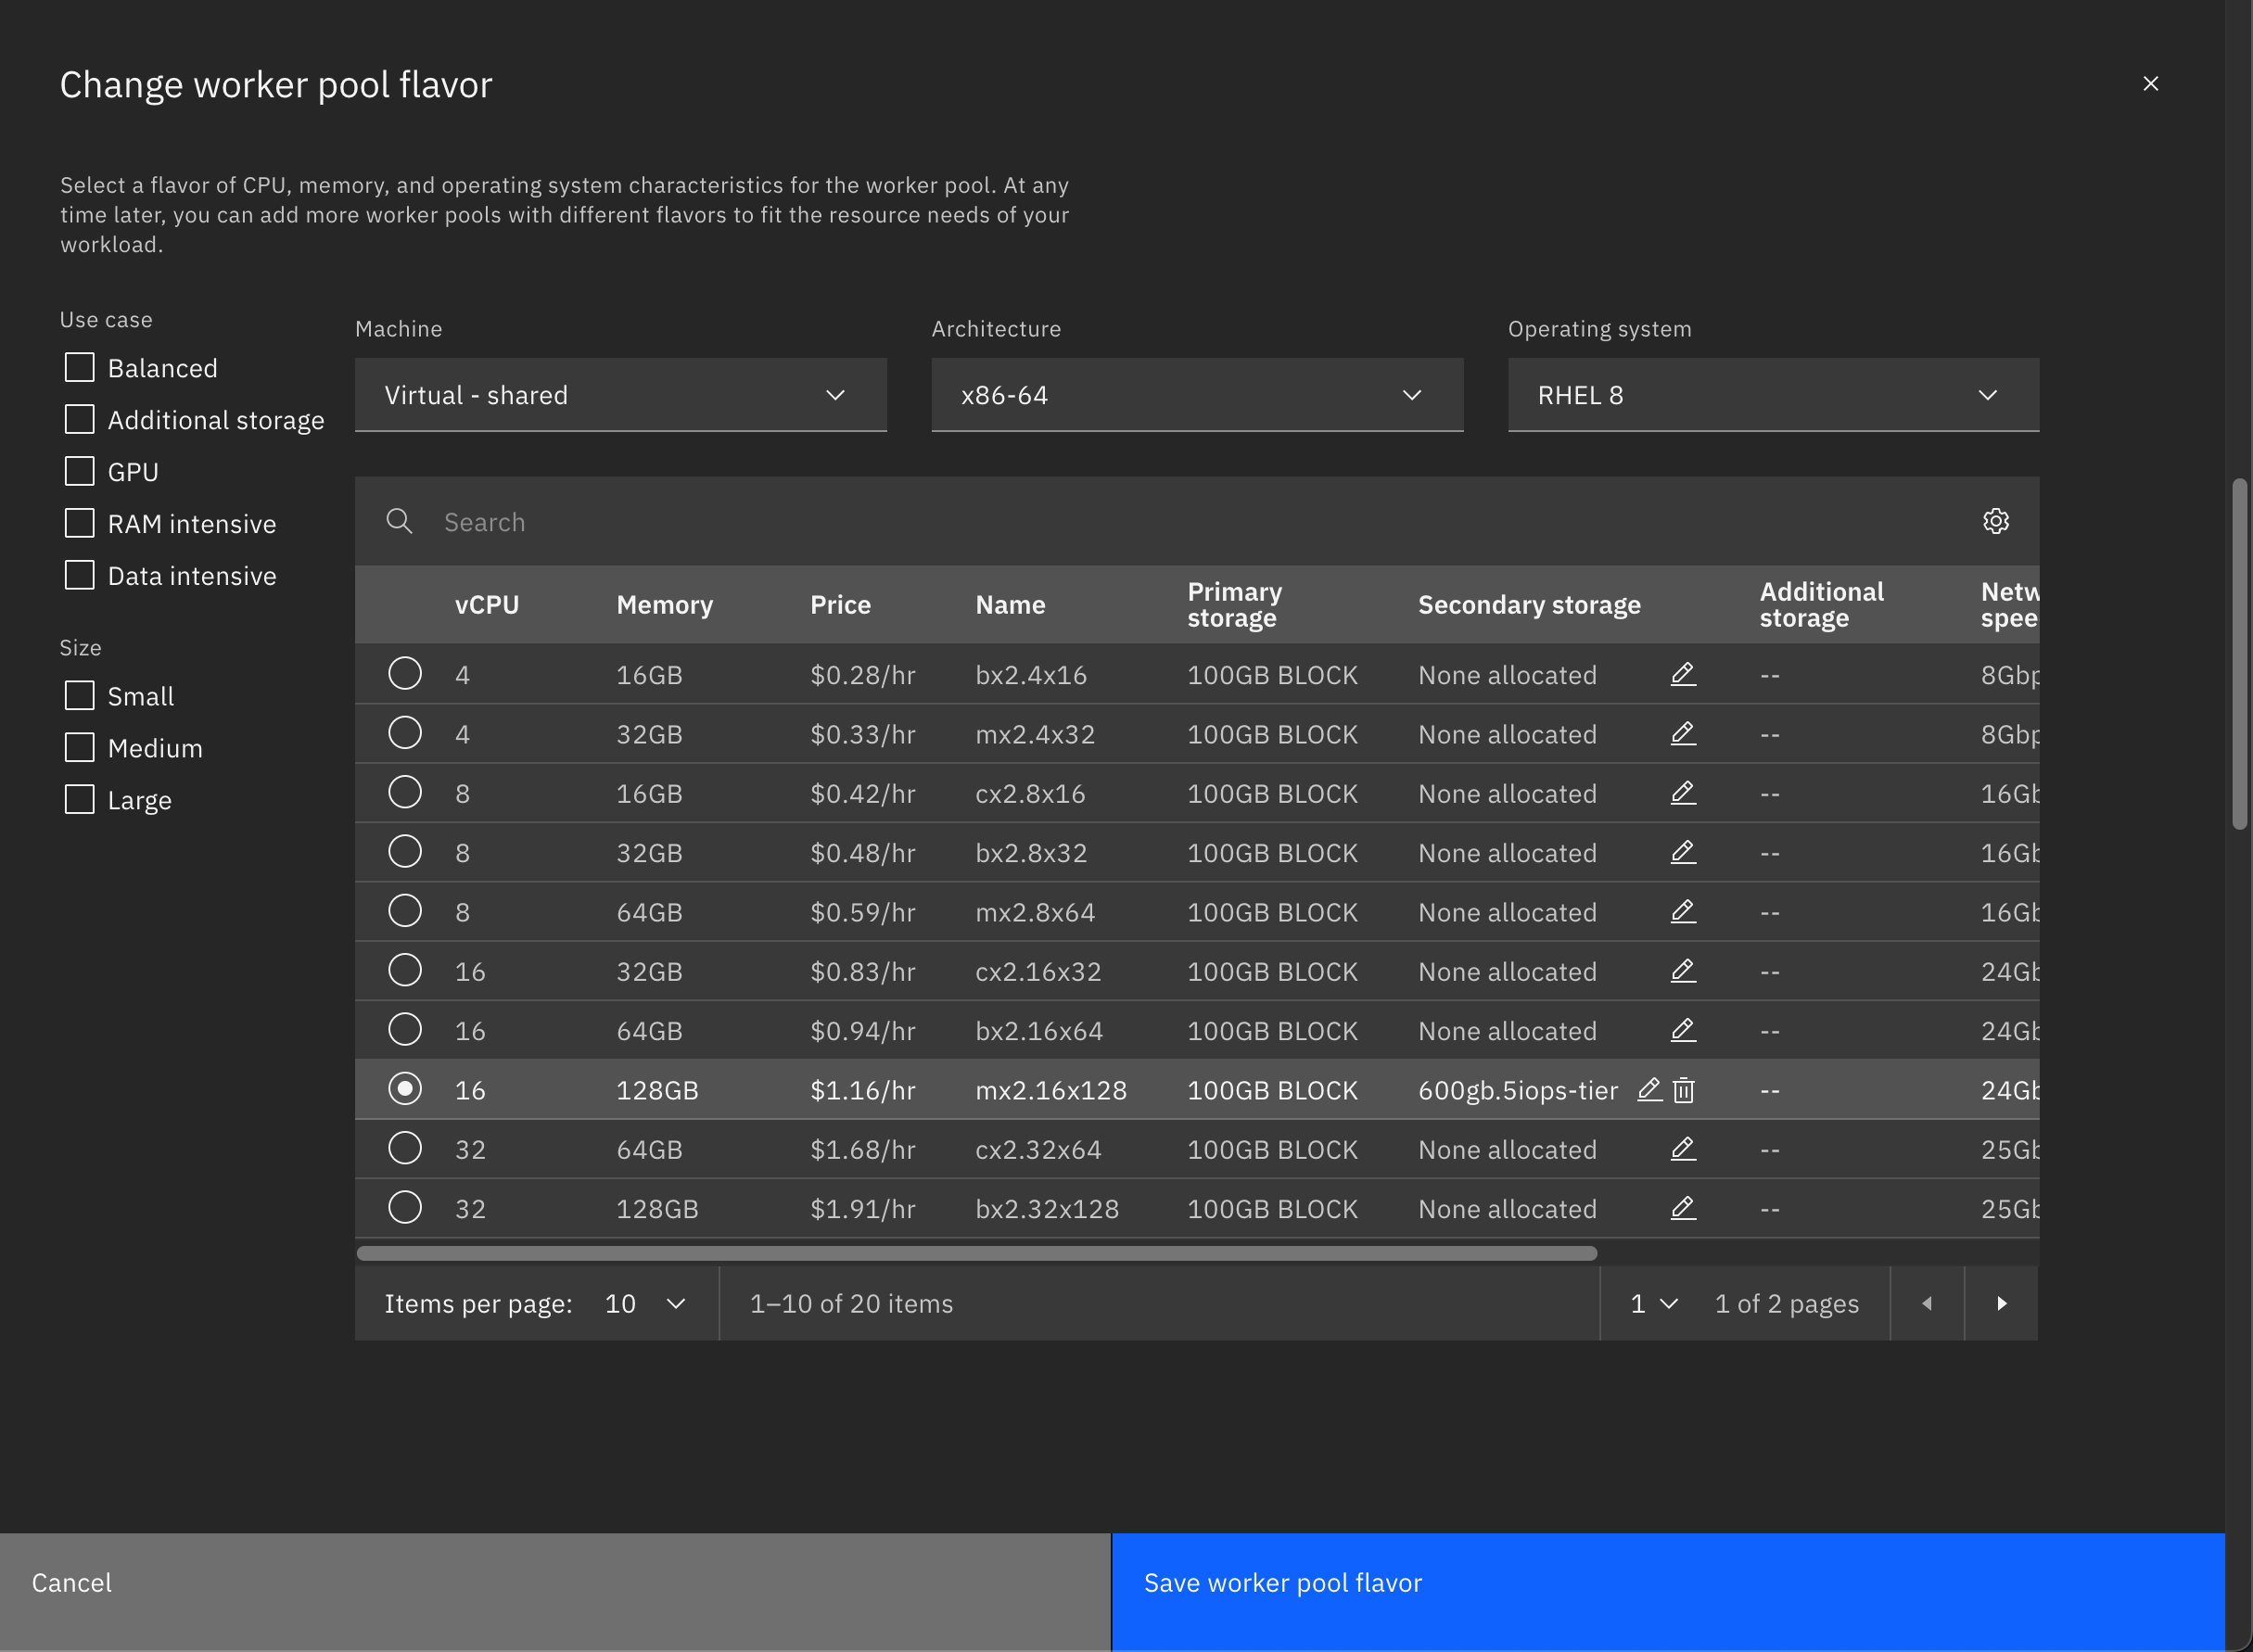 Change worker pool flavor
Select a flavor of CPU, memory, and operating system characteristics for the worker pool. At any
time later, you can add more worker pools with different flavors to fit the resource needs of your
workload.
Use case
Balanced
Additional storage
GPU
RAM intensive
Data intensive
Size
Small
Medium
Large
Machine
Virtual - shared
Architecture
x86-64
Operating system
RHEL 8
Search
vCPU Memory Price Name Primary storage Secondary storage Additional storage Netw spee
4 16GB $0.28/hr bx2.4x16 100GB BLOCK None allocated -- 8Gbp
4 32GB $0.33/hr mx2.4x32 100GB BLOCK None allocated -- 8Gbp
8 16GB $0.42/hr cx2.8x16 100GB BLOCK None allocated -- 16Gb
8 32GB $0.48/hr bx2.8x32 100GB BLOCK None allocated -- 16Gb
8 64GB $0.59/hr mx2.8x64 100GB BLOCK None allocated -- 16Gb
16 32GB $0.83/hr cx2.16x32 100GB BLOCK None allocated -- 24Gb
16 64GB $0.94/hr bx2.16x64 100GB BLOCK None allocated -- 24Gb
16 128GB $1.16/hr mx2.16x128 100GB BLOCK 600gb.5iops-tier -- 24Gb
32 64GB $1.68/hr cx2.32x64 100GB BLOCK None allocated -- 25Gb
32 128GB $1.91/hr bx2.32x128 100GB BLOCK None allocated -- 25Gb
Items per page: 10 1–10 of 20 items 1 1 of 2 pages
Cancel
Save worker pool flavor